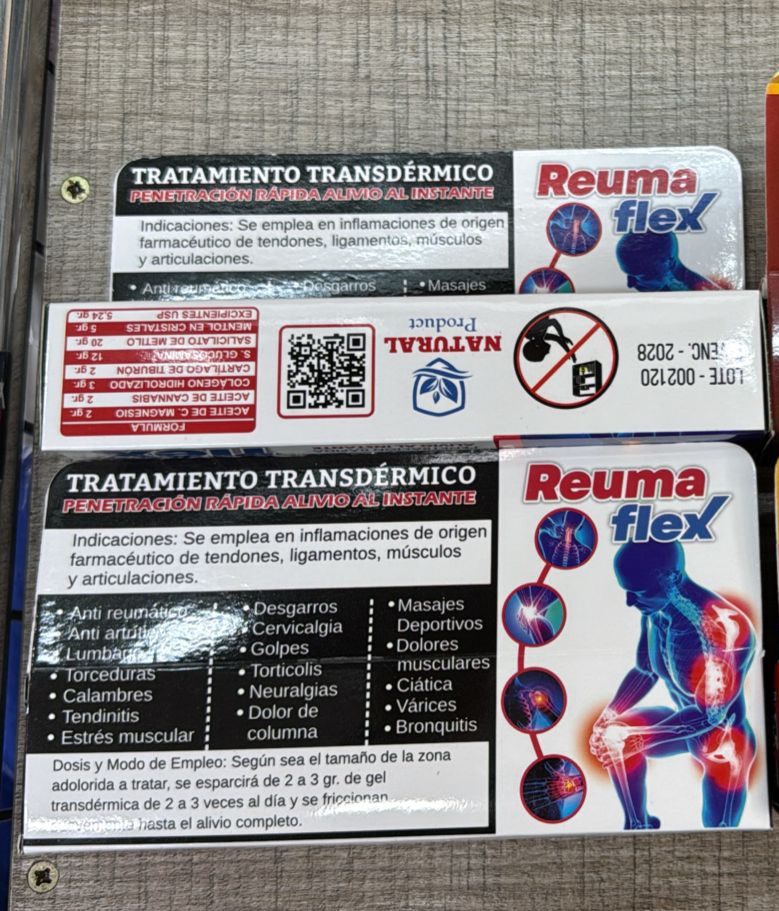 TRATAMIENTO TRANSDÉRMICO
PENETRACIÓN RÁPIDA ALIVIO AL INSTANTE
Indicaciones: Se emplea en inflamaciones de origen
farmacéutico de tendones, ligamentos, músculos
y articulaciones.
• Anti reumático
• Desgarros
• Masajes
Reuma
flex
FORMULA
ACEITE DE C. MAGNESIO 2 gr.
ACEITE DE CANNABIS 2 gr.
COLÁGENO HIDROLIZADO 3 gr.
CARTÍLAGO DE TIBURÓN 2 gr.
S. GLUCOSAMINA 12 gr.
SALICILATO DE METILO 20 gr.
MENTOL EN CRISTALES 5 gr.
EXCIPIENTES USP 5,24 gr.
NATURAL
Product
LOTE - 002120
VENC. - 2028
TRATAMIENTO TRANSDÉRMICO
PENETRACIÓN RÁPIDA ALIVIO AL INSTANTE
Indicaciones: Se emplea en inflamaciones de origen
farmacéutico de tendones, ligamentos, músculos
y articulaciones.
• Anti reumático
• Anti
• Torceduras
• Calambres
• Tendinitis
• Estrés muscular
• Desgarros
Cervicalgia
• Golpes
• Torticolis
• Neuralgias
• Dolor de
columna
• Masajes
Deportivos
• Dolores
musculares
• Ciática
• Várices
• Bronquitis
Dosis y Modo de Empleo: Según sea el tamaño de la zona
adolorida a tratar, se esparcirá de 2 a 3 gr. de gel
transdérmica de 2 a 3 veces al día y se friccionan
hasta el alivio completo.
Reuma
flex